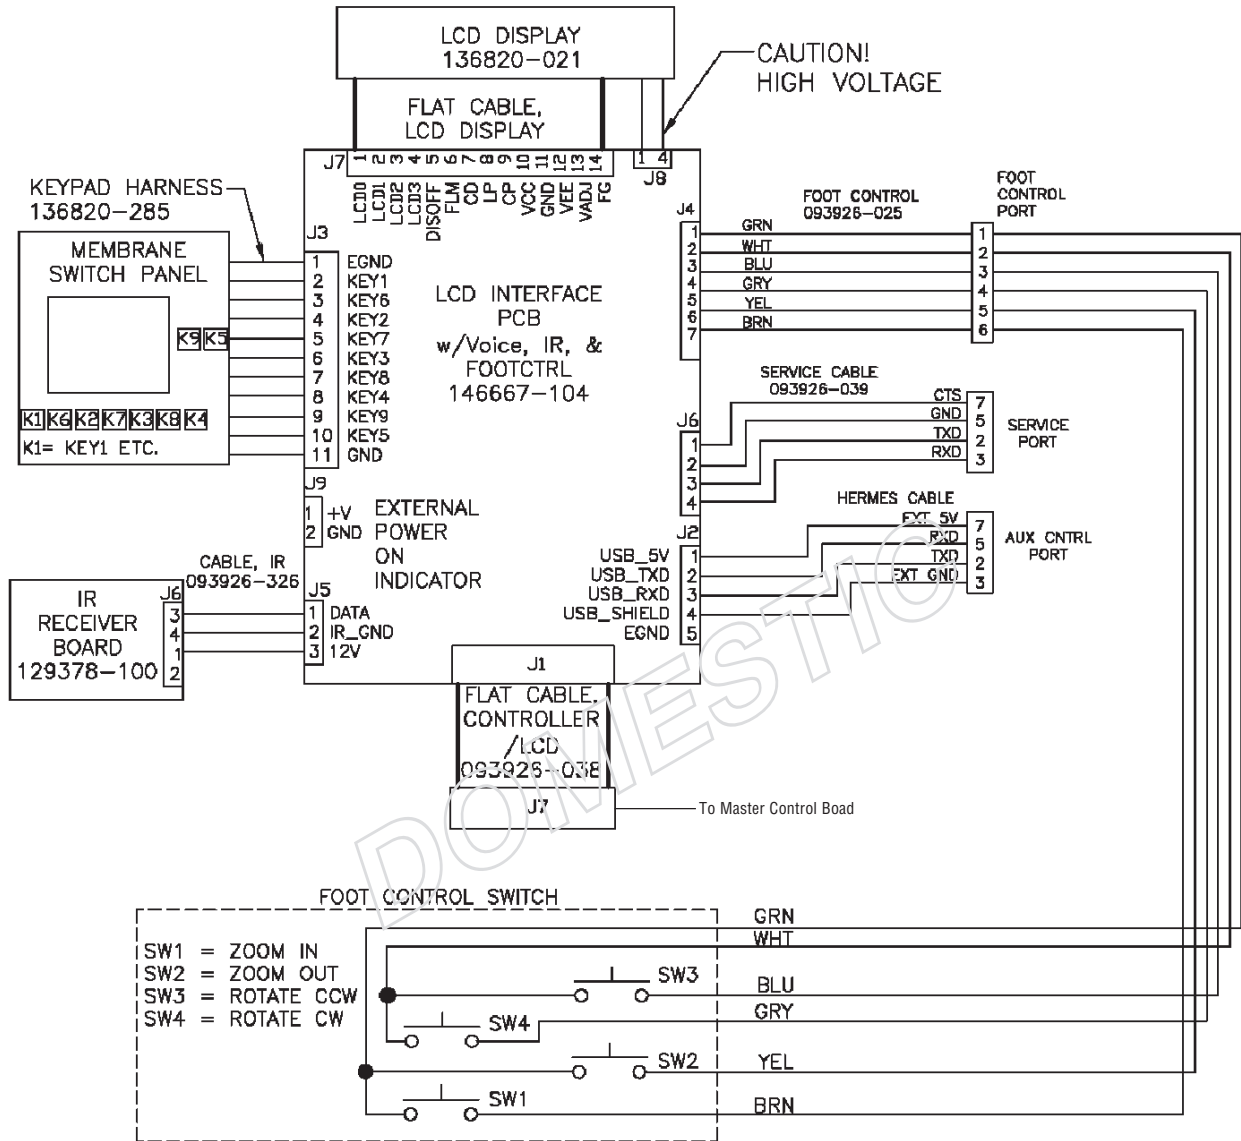 LCD DISPLAY
136820-021
CAUTION!
HIGH VOLTAGE
FLAT CABLE,
LCD DISPLAY
J7
1 2 3 4 5 6 7 8 9 10 11 12 13 14
LCD0 LCD1 LCD2 LCD3 DISOFF FLM CD LP CP VCC GND VEE VADJ FG
1 4
J8
KEYPAD HARNESS
136820-285
MEMBRANE
SWITCH PANEL
K9 K5
K1 K6 K2 K7 K3 K8 K4
K1= KEY1 ETC.
J3
1 EGND
2 KEY1
3 KEY6
4 KEY2
5 KEY7
6 KEY3
7 KEY8
8 KEY4
9 KEY9
10 KEY5
11 GND
LCD INTERFACE
PCB
w/Voice, IR, &
FOOTCTRL
146667-104
J4
1
2
3
4
5
6
7
GRN
WHT
BLU
GRY
YEL
BRN
FOOT CONTROL
093926-025
FOOT
CONTROL
PORT
1
2
3
4
5
6
SERVICE CABLE
093926-039
J6
1
2
3
4
CTS 7
GND 5
TXD 2
RXD 3
SERVICE
PORT
J9
1 +V
2 GND
EXTERNAL
POWER
ON
INDICATOR
HERMES CABLE
J2
USB_5V 1
USB_TXD 2
USB_RXD 3
USB_SHIELD 4
EGND 5
EXT 5V 7
RXD 5
TXD 2
EXT GND 3
AUX CNTRL
PORT
CABLE, IR
093926-326
IR
RECEIVER
BOARD
129378-100
J6
3
4
1
2
J5
1 DATA
2 IR_GND
3 12V
J1
FLAT CABLE.
CONTROLLER
/LCD
093926-038
J7
To Master Control Boad
DOMESTIC
FOOT CONTROL SWITCH
SW1 = ZOOM IN
SW2 = ZOOM OUT
SW3 = ROTATE CCW
SW4 = ROTATE CW
GRN
WHT
SW3
BLU
SW4
GRY
SW2
YEL
SW1
BRN